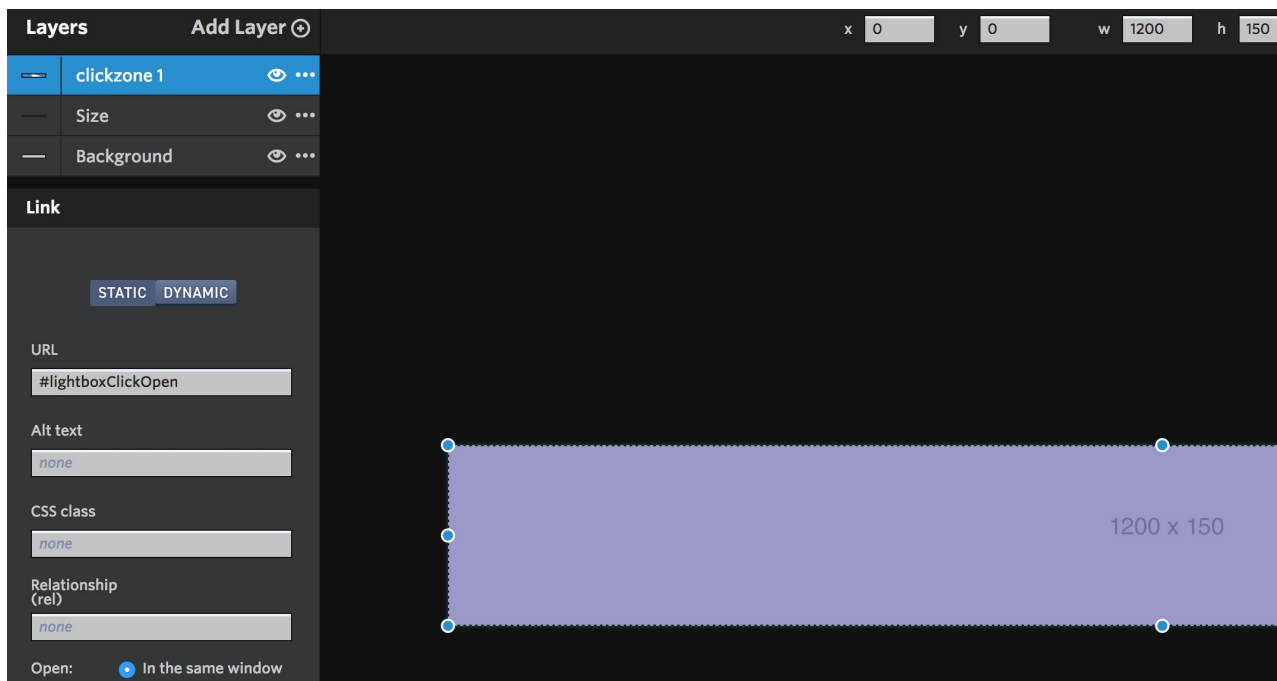 Layers Add Layer
x 0 y 0 w 1200 h 150
clickzone 1
Size
Background
Link
STATIC DYNAMIC
URL
#lightboxClickOpen
Alt text
none
CSS class
none
Relationship
(rel)
none
Open: In the same window
1200 x 150